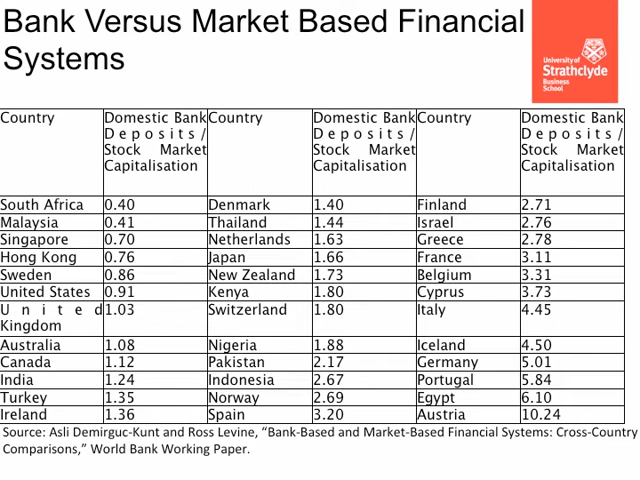 Bank Versus Market Based Financial
Systems
University of
Strathclyde
Business
School
Country Domestic Bank Country Domestic Bank Country Domestic Bank
Deposits/ Deposits/ Deposits/
Stock Market Stock Market Stock Market
Capitalisation Capitalisation Capitalisation
South Africa 0.40 Denmark 1.40 Finland 2.71
Malaysia 0.41 Thailand 1.44 Israel 2.76
Singapore 0.70 Netherlands 1.63 Greece 2.78
Hong Kong 0.76 Japan 1.66 France 3.11
Sweden 0.86 New Zealand 1.73 Belgium 3.31
United States 0.91 Kenya 1.80 Cyprus 3.73
United 1.03 Switzerland 1.80 Italy 4.45
Kingdom
Australia 1.08 Nigeria 1.88 Iceland 4.50
Canada 1.12 Pakistan 2.17 Germany 5.01
India 1.24 Indonesia 2.67 Portugal 5.84
Turkey 1.35 Norway 2.69 Egypt 6.10
Ireland 1.36 Spain 3.20 Austria 10.24
Source: Asli Demirguc-Kunt and Ross Levine, “Bank-Based and Market-Based Financial Systems: Cross-Country
Comparisons,” World Bank Working Paper.